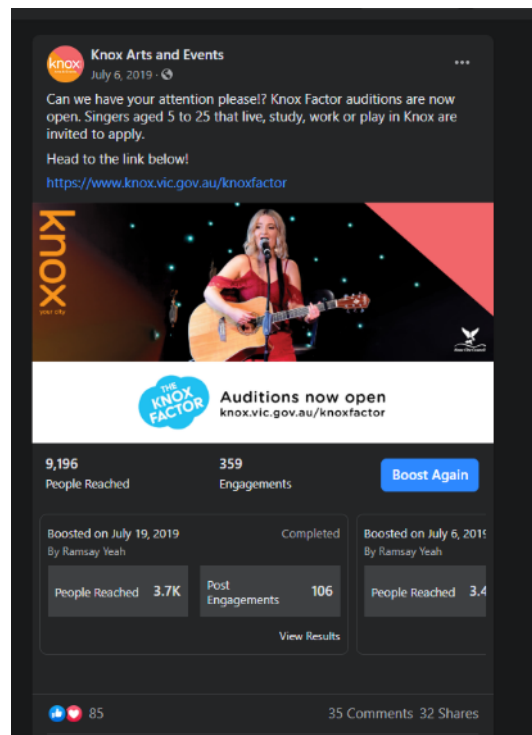 knox
Knox Arts and Events
July 6, 2019 ·
Can we have your attention please!? Knox Factor auditions are now
open. Singers aged 5 to 25 that live, study, work or play in Knox are
invited to apply.
Head to the link below!
https://www.knox.vic.gov.au/knoxfactor
knox
your city
THE
KNOX
FACTOR
Auditions now open
knox.vic.gov.au/knoxfactor
9,196
People Reached
359
Engagements
Boost Again
Boosted on July 19, 2019
Completed
By Ramsay Yeah
People Reached 3.7K
Post
Engagements 106
View Results
Boosted on July 6, 2019
By Ramsay Yeah
People Reached 3.4
85
35 Comments 32 Shares